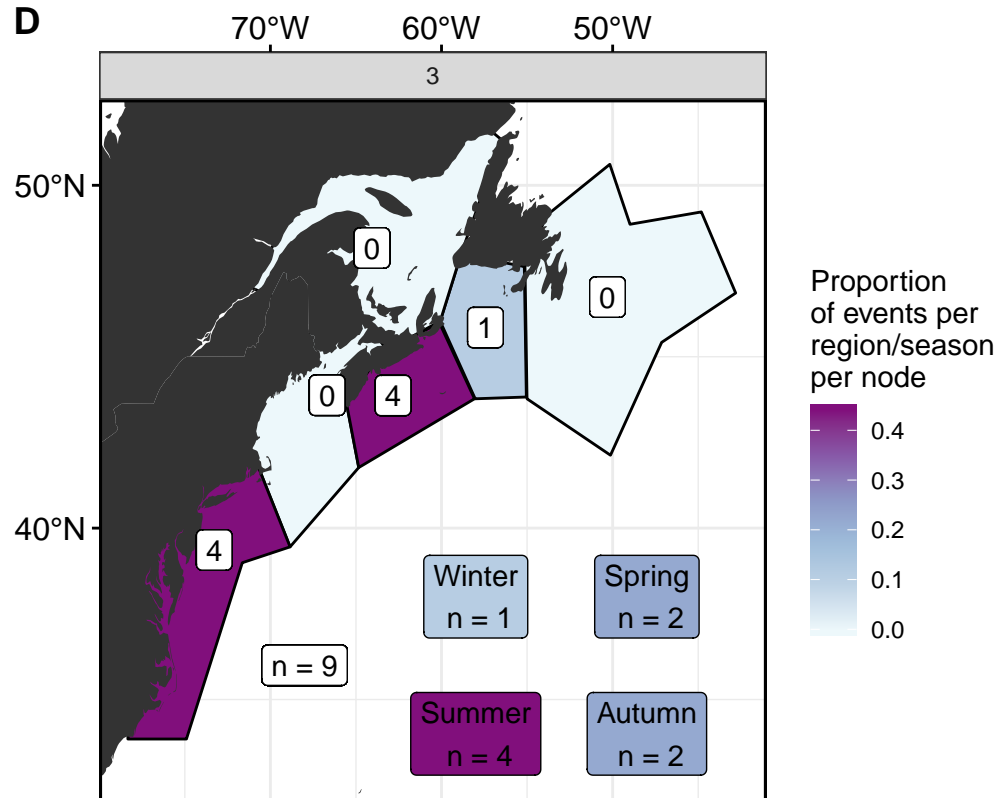 D
70°W 60°W 50°W
3
50°N
40°N
0
0
1
0
4
4
n = 9
Winter
n = 1
Spring
n = 2
Summer
n = 4
Autumn
n = 2
Proportion
of events per
region/season
per node
0.4
0.3
0.2
0.1
0.0